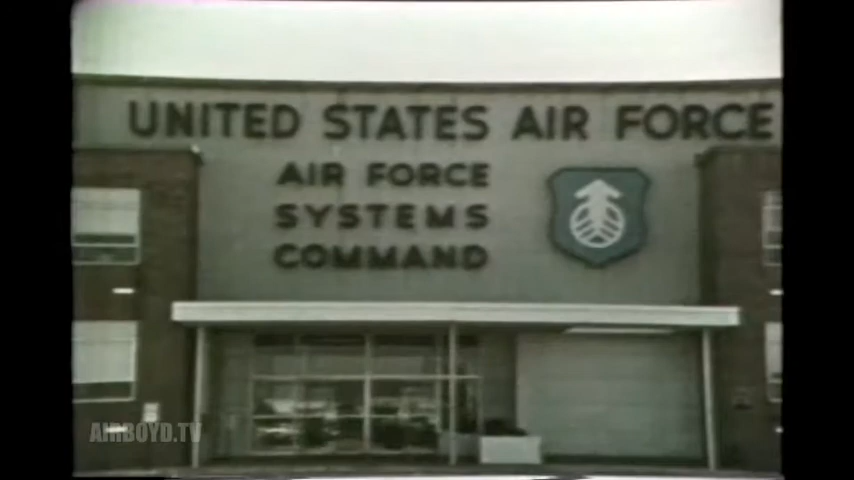 UNITED STATES AIR FORCE
AIR FORCE
SYSTEMS
COMMAND
AIRBOYD.TV